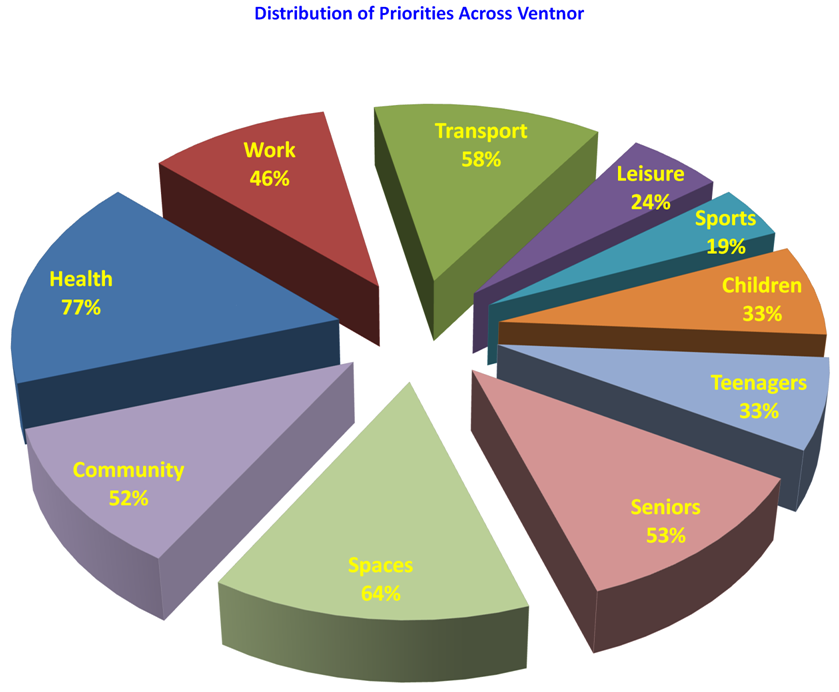 Distribution of Priorities Across Ventnor
Transport
58%
Work
46%
Leisure
24%
Sports
19%
Health
77%
Children
33%
Teenagers
33%
Community
52%
Seniors
53%
Spaces
64%